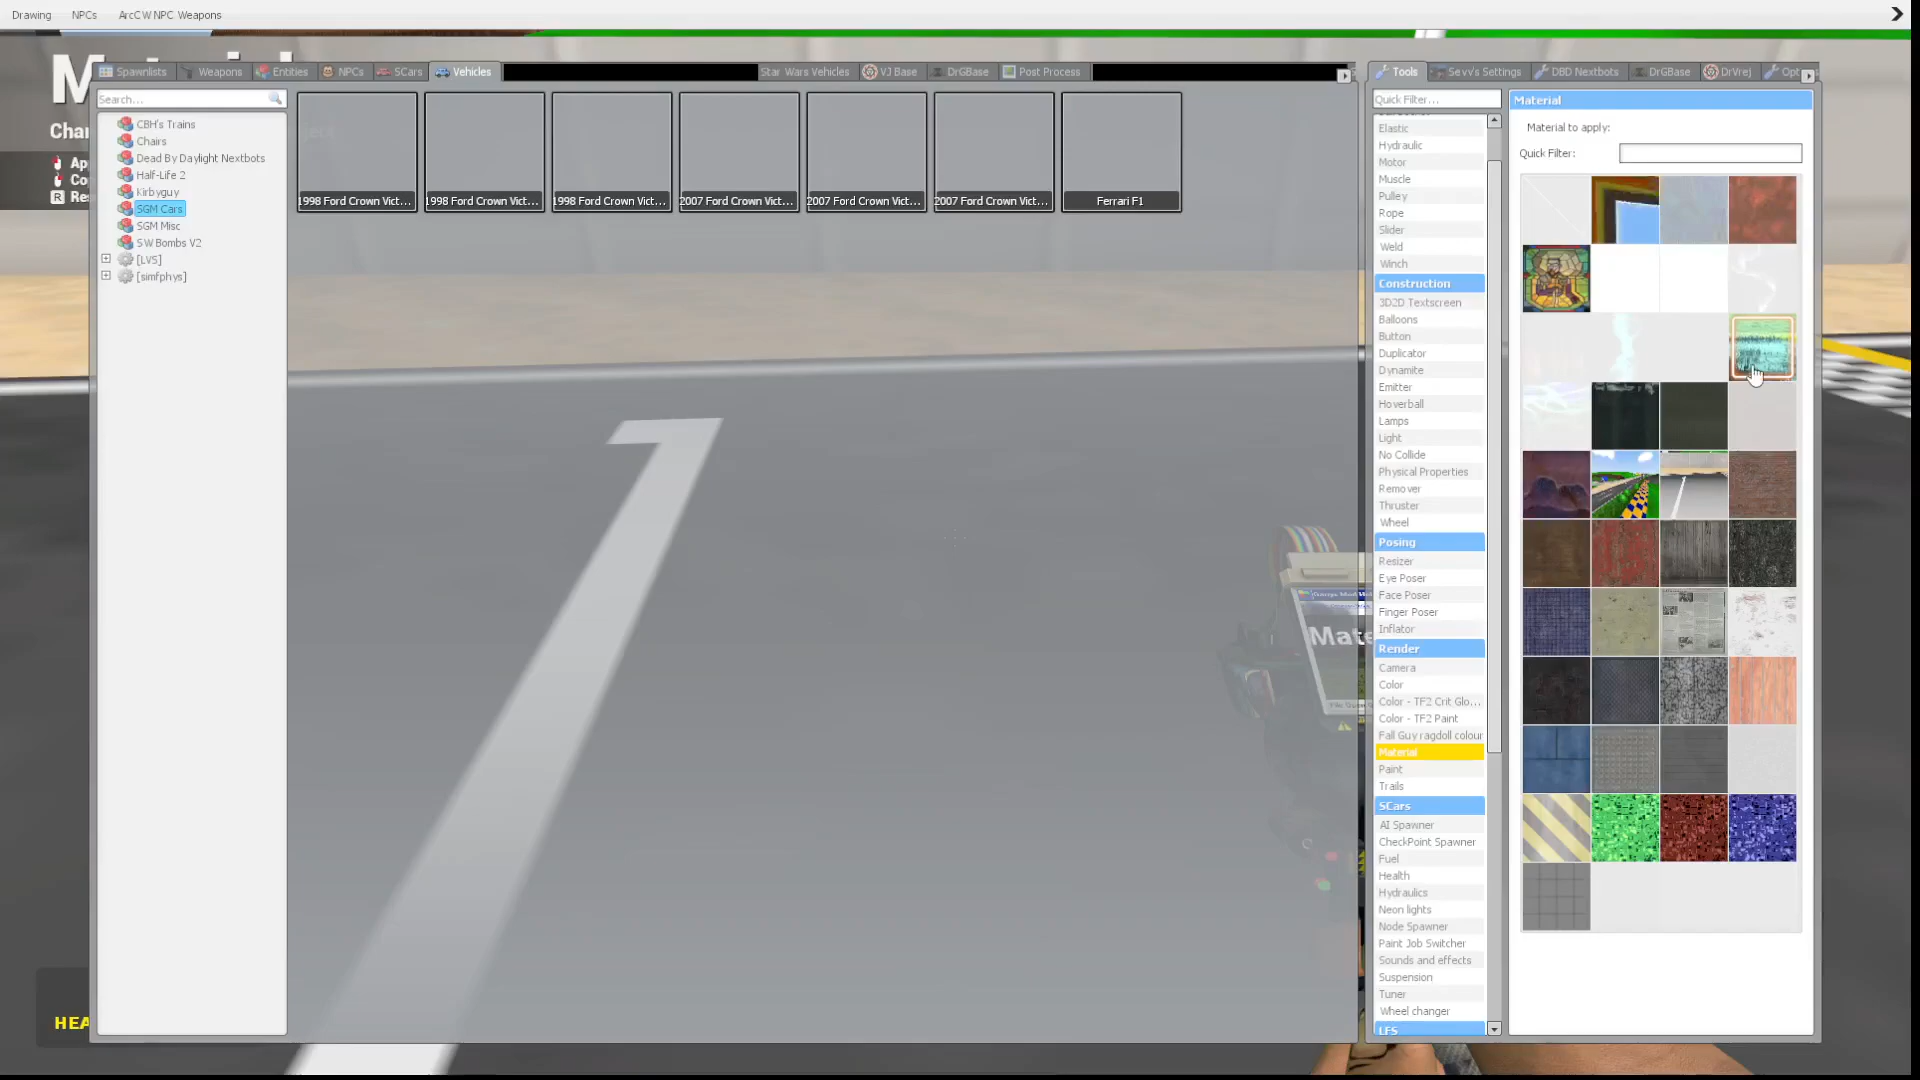 Drawing NPCs ArcCW NPC Weapons
Spawnlists Weapons Entities NPCs SCars Vehicles Star Wars Vehicles VJ Base DrGBase Post Process
Search...
CBH's Trains
Chairs
Dead By Daylight Nextbots
Half-Life 2
Kirbyguy
SGM Cars
SGM Misc
SW Bombs V2
[LVS]
[simfphys]
1998 Ford Crown Vict...
1998 Ford Crown Vict...
1998 Ford Crown Vict...
2007 Ford Crown Vict...
2007 Ford Crown Vict...
2007 Ford Crown Vict...
Ferrari F1
Cha
Ap
Co
R Re
HEA
Mate
Tools Sevv's Settings DBD Nextbots DrGBase DrVrej Opt
Quick Filter...
Elastic
Hydraulic
Motor
Muscle
Pulley
Rope
Slider
Weld
Winch
Construction
3D2D Textscreen
Balloons
Button
Duplicator
Dynamite
Emitter
Hoverball
Lamps
Light
No Collide
Physical Properties
Remover
Thruster
Wheel
Posing
Resizer
Eye Poser
Face Poser
Finger Poser
Inflator
Render
Camera
Color
Color - TF2 Crit Glo...
Color - TF2 Paint
Fall Guy ragdoll colour
Material
Paint
Trails
SCars
AI Spawner
CheckPoint Spawner
Fuel
Health
Hydraulics
Neon lights
Node Spawner
Paint Job Switcher
Sounds and effects
Suspension
Tuner
Wheel changer
LFS
Material
Material to apply:
Quick Filter: